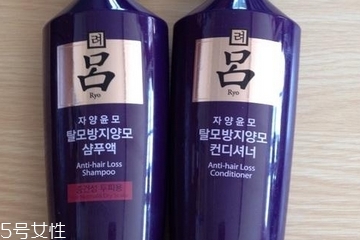 려
呂
Ryo
자양윤모
탈모방지양모
샴푸액
Anti-hair Loss
Shampoo
려
呂
Ryo
자양윤모
탈모방지양모
컨디셔너
Anti-hair Loss
Conditioner
5号女性